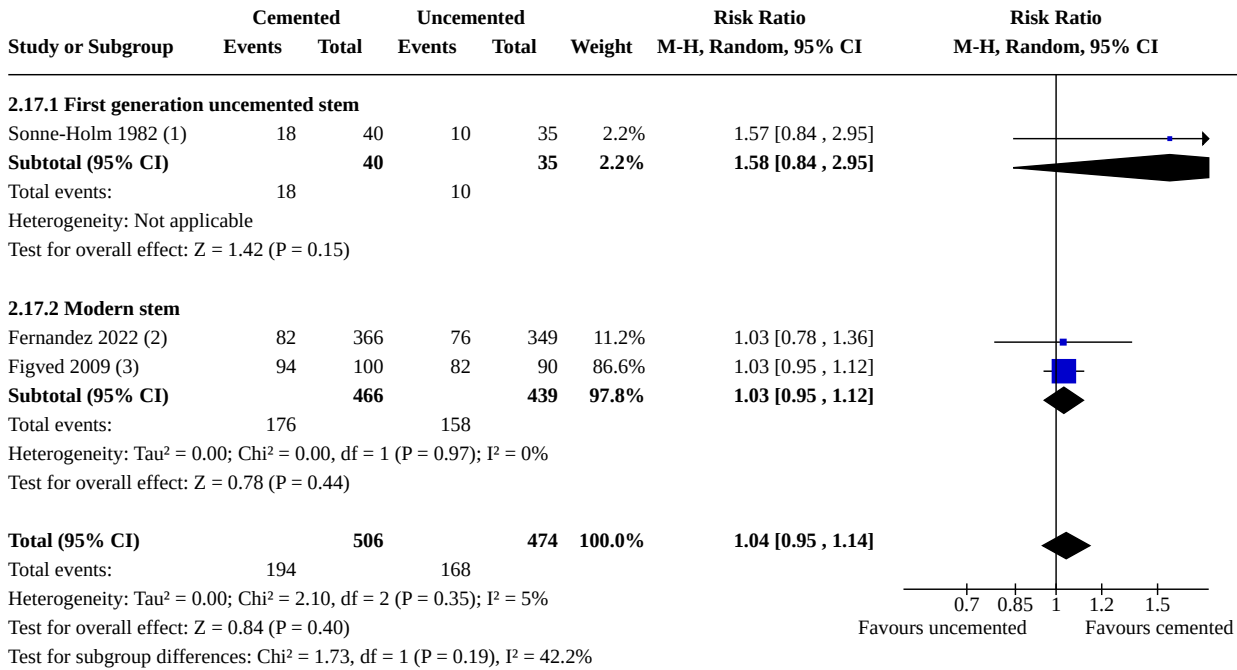 Cemented Uncemented Risk Ratio Risk Ratio
Study or Subgroup Events Total Events Total Weight M-H, Random, 95% CI M-H, Random, 95% CI
2.17.1 First generation uncemented stem
Sonne-Holm 1982 (1) 18 40 10 35 2.2% 1.57 [0.84 , 2.95]
Subtotal (95% CI) 40 35 2.2% 1.58 [0.84 , 2.95]
Total events: 18 10
Heterogeneity: Not applicable
Test for overall effect: Z = 1.42 (P = 0.15)
2.17.2 Modern stem
Fernandez 2022 (2) 82 366 76 349 11.2% 1.03 [0.78 , 1.36]
Figved 2009 (3) 94 100 82 90 86.6% 1.03 [0.95 , 1.12]
Subtotal (95% CI) 466 439 97.8% 1.03 [0.95 , 1.12]
Total events: 176 158
Heterogeneity: Tau² = 0.00; Chi² = 0.00, df = 1 (P = 0.97); I² = 0%
Test for overall effect: Z = 0.78 (P = 0.44)
Total (95% CI) 506 474 100.0% 1.04 [0.95 , 1.14]
Total events: 194 168
Heterogeneity: Tau² = 0.00; Chi² = 2.10, df = 2 (P = 0.35); I² = 5%
0.7 0.85 1 1.2 1.5
Test for overall effect: Z = 0.84 (P = 0.40)
Favours uncemented Favours cemented
Test for subgroup differences: Chi² = 1.73, df = 1 (P = 0.19), I² = 42.2%